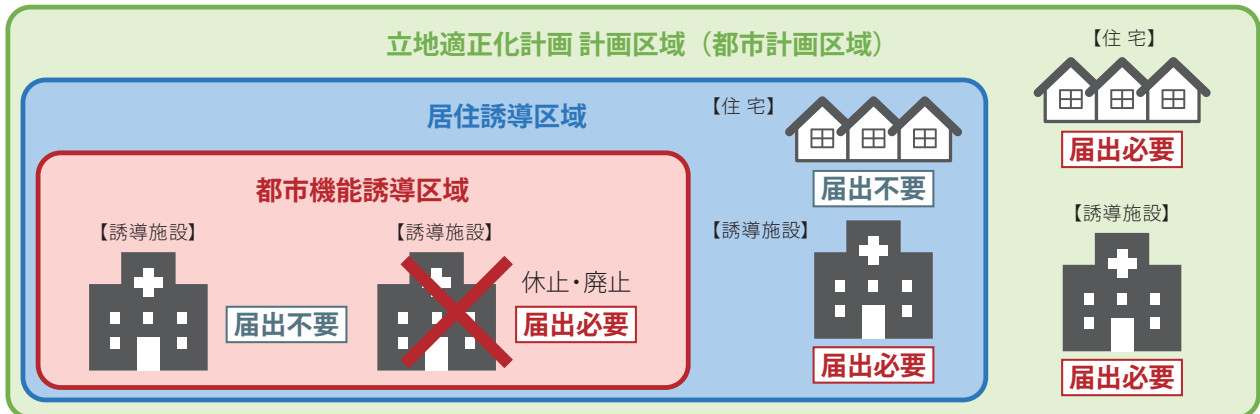 立地適正化計画 計画区域（都市計画区域）
居住誘導区域
都市機能誘導区域
【誘導施設】
届出不要
【誘導施設】
休止・廃止
届出必要
【住 宅】
届出不要
【誘導施設】
届出必要
【住 宅】
届出必要
【誘導施設】
届出必要